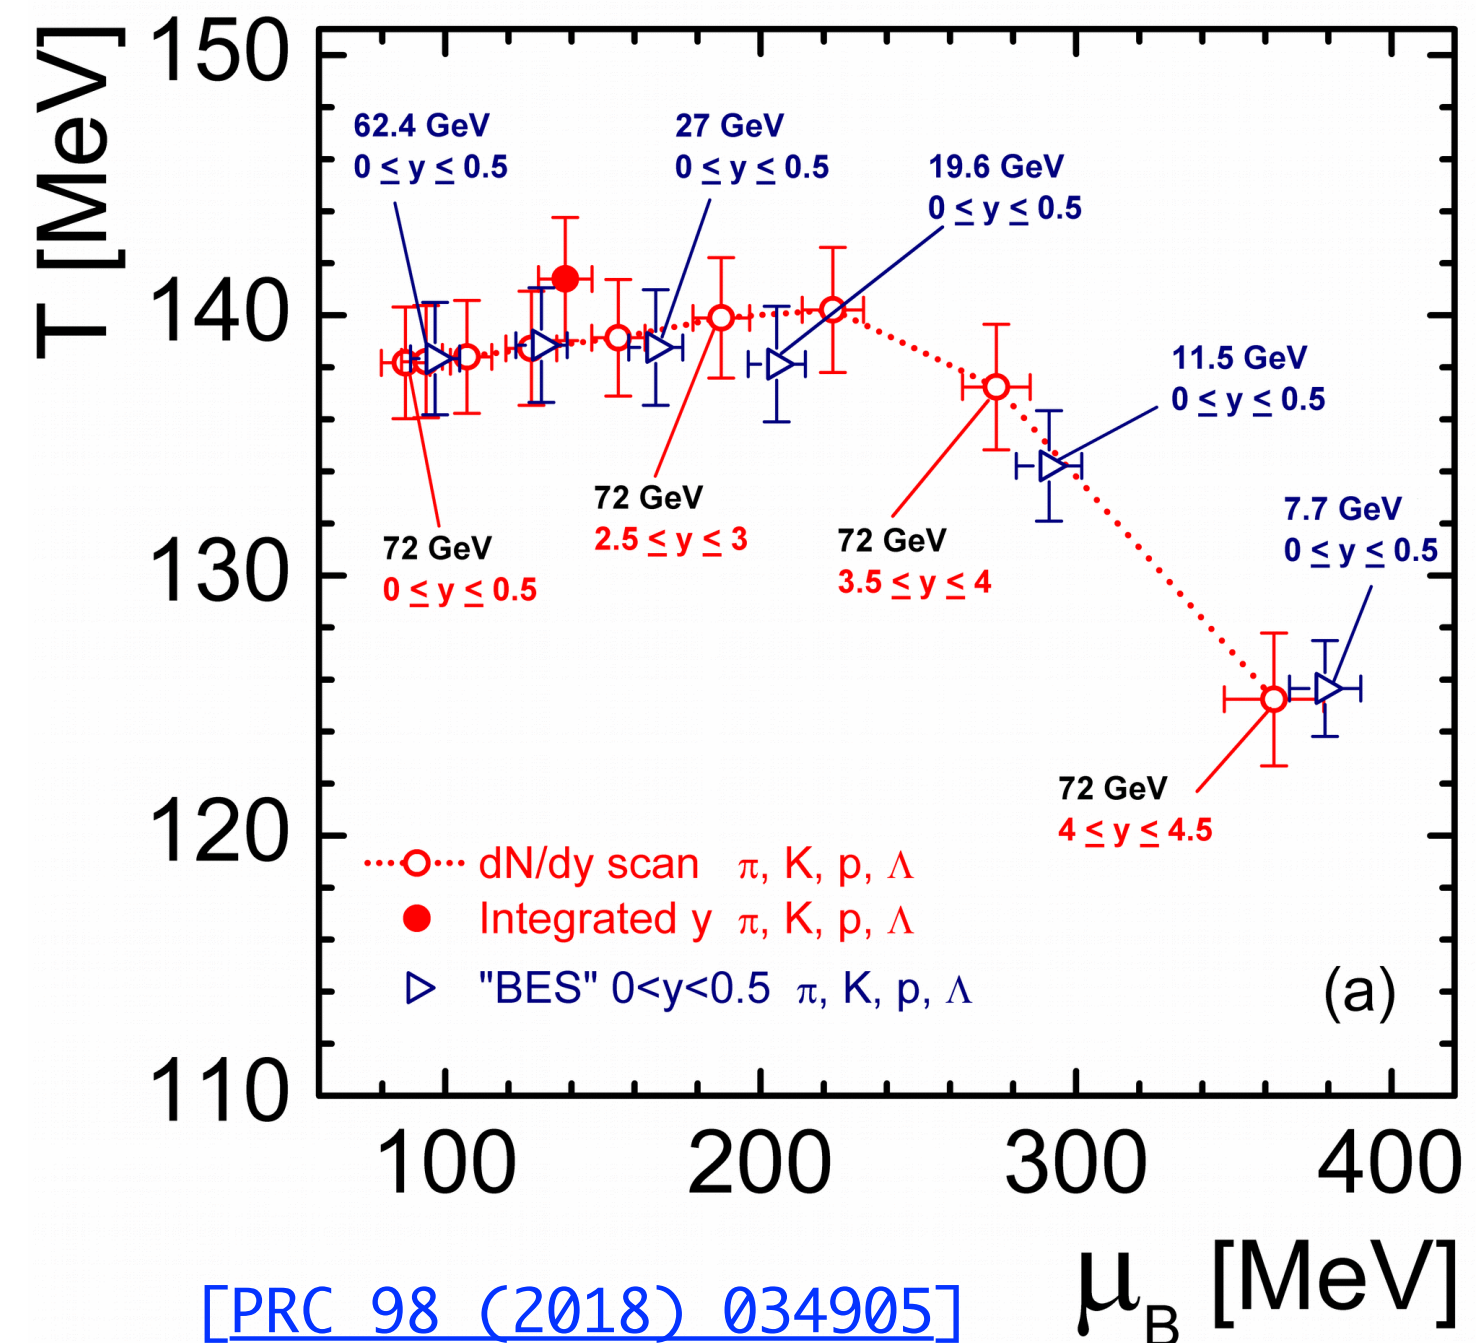 T [MeV]
150
140
130
120
110
62.4 GeV
0 ≤ y ≤ 0.5
27 GeV
0 ≤ y ≤ 0.5
19.6 GeV
0 ≤ y ≤ 0.5
11.5 GeV
0 ≤ y ≤ 0.5
7.7 GeV
0 ≤ y ≤ 0.5
72 GeV
0 ≤ y ≤ 0.5
72 GeV
2.5 ≤ y ≤ 3
72 GeV
3.5 ≤ y ≤ 4
72 GeV
4 ≤ y ≤ 4.5
dN/dy scan π, K, p, Λ
Integrated y π, K, p, Λ
"BES" 0<y<0.5 π, K, p, Λ
(a)
100 200 300 400
μB [MeV]
[PRC 98 (2018) 034905]